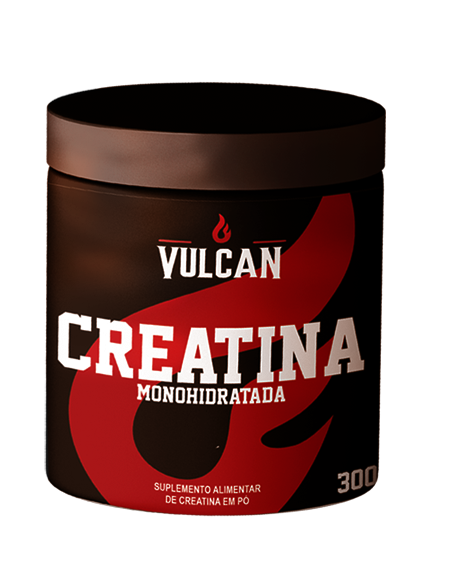 VULCAN
CREATINA
MONOHIDRATADA
SUPLEMENTO ALIMENTAR
DE CREATINA EM PÓ
300